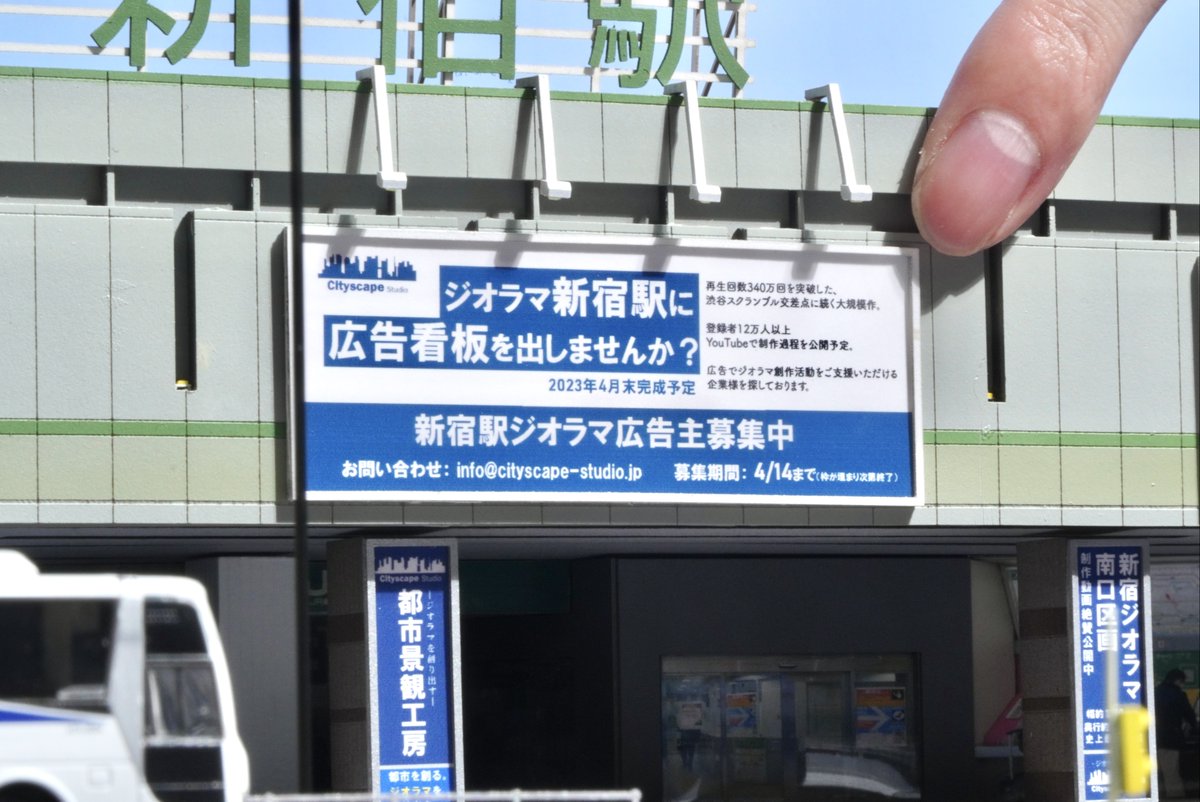 新宿駅
Cityscape Studio
ジオラマ新宿駅に
広告看板を出しませんか?
2023年4月末完成予定
再生回数340万回を突破した、
渋谷スクランブル交差点に続く大規模作。
登録者12万人以上
YouTubeで制作過程を公開予定、
広告でジオラマ創作活動をご支援いただける
企業様を探しております。
新宿駅ジオラマ広告主募集中
お問い合わせ: info@cityscape-studio.jp
募集期間: 4/14まで(枠が埋まり次第終了)
Cityscape Studio
―ジオラマを創り出す―
都市景観工房
都市を創る。
ジオラマを
新宿ジオラマ
南口区画
制作動画絶賛公開中